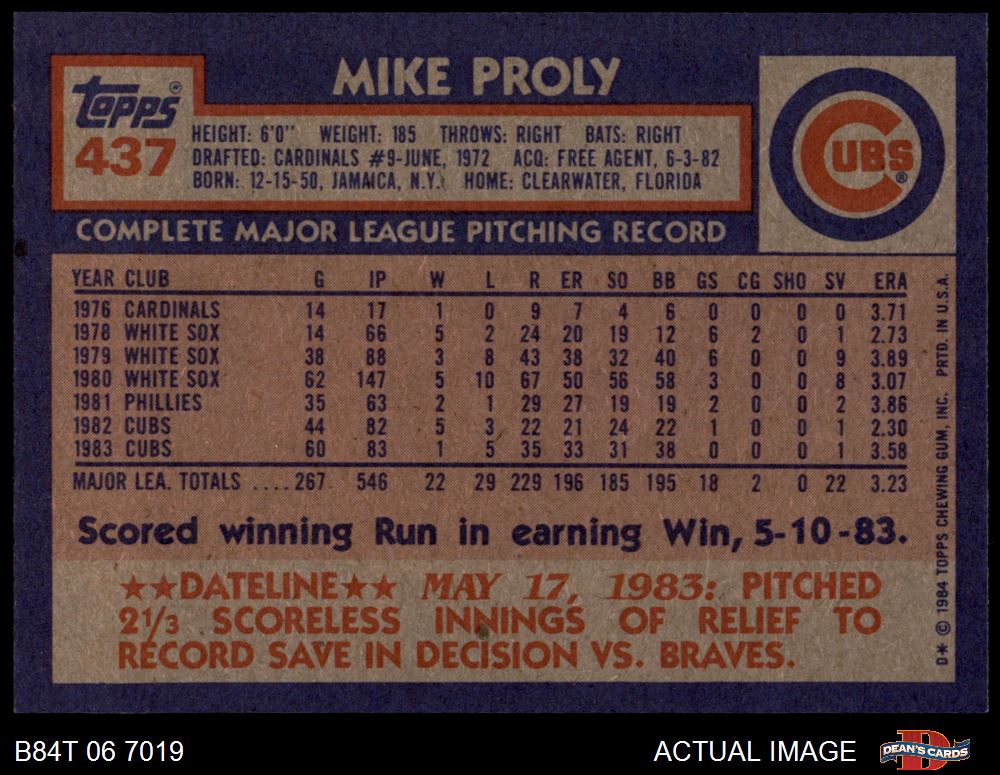 MIKE PROLY
Topps®
437
HEIGHT: 6'0" WEIGHT: 185 THROWS: RIGHT BATS: RIGHT
DRAFTED: CARDINALS #9-JUNE, 1972 ACQ: FREE AGENT, 6-3-82
BORN: 12-15-50, JAMAICA, N.Y. HOME: CLEARWATER, FLORIDA
CUBS®
COMPLETE MAJOR LEAGUE PITCHING RECORD
YEAR CLUB G IP W L R ER SO BB GS CG SHO SV ERA
1976 CARDINALS 14 17 1 0 9 7 4 6 0 0 0 0 3.71
1978 WHITE SOX 14 66 5 2 24 20 19 12 6 2 0 1 2.73
1979 WHITE SOX 38 88 3 8 43 38 32 40 6 0 0 9 3.89
1980 WHITE SOX 62 147 5 10 67 50 56 58 3 0 0 8 3.07
1981 PHILLIES 35 63 2 1 29 27 19 19 2 0 0 2 3.86
1982 CUBS 44 82 5 3 22 21 24 22 1 0 0 1 2.30
1983 CUBS 60 83 1 5 35 33 31 38 0 0 0 1 3.58
MAJOR LEA. TOTALS ....267 546 22 29 229 196 185 195 18 2 0 22 3.23
Scored winning Run in earning Win, 5-10-83.
★★DATELINE★★ MAY 17, 1983: PITCHED
2 1/3 SCORELESS INNINGS OF RELIEF TO
RECORD SAVE IN DECISION VS. BRAVES.
D* © 1984 TOPPS CHEWING GUM, INC. PRTD. IN U.S.A.
B84T 06 7019
ACTUAL IMAGE
D
DEAN'S CARDS